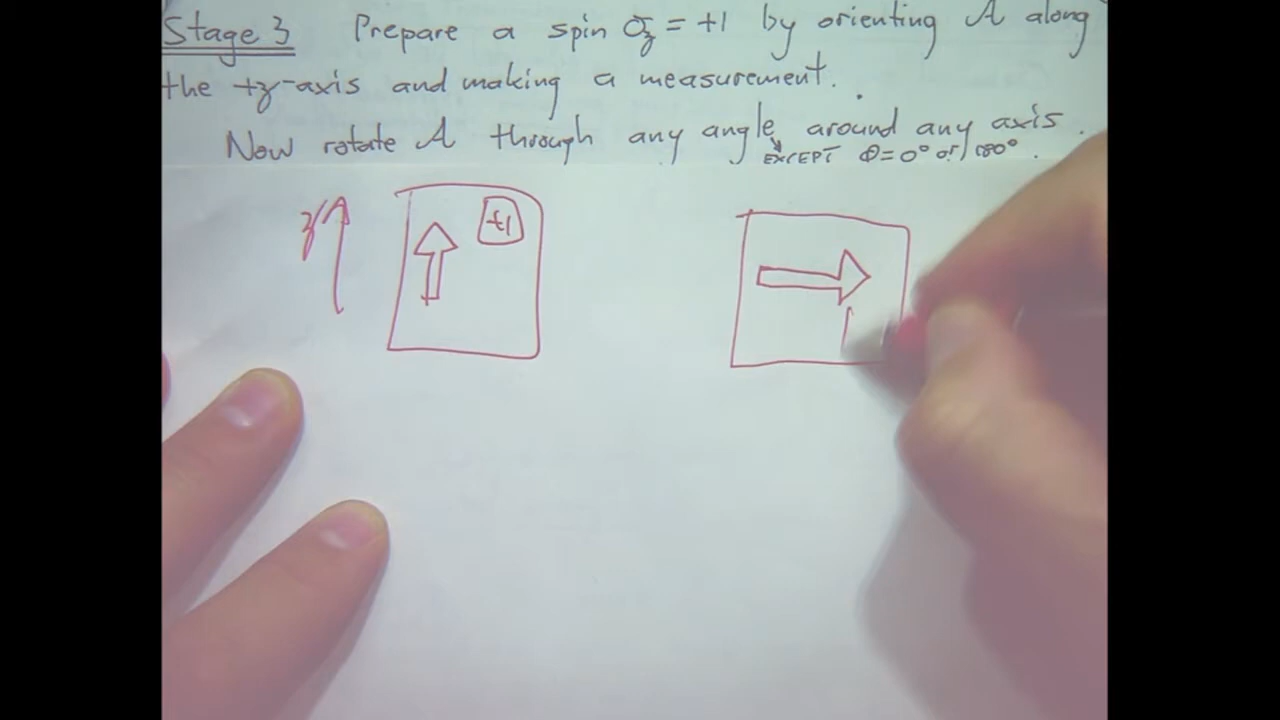 Stage 3 Prepare a spin σz = +1 by orienting A along
the +z-axis and making a measurement.
Now rotate A through any angle around any axis.
EXCEPT θ = 0° or 180°.
z
+1